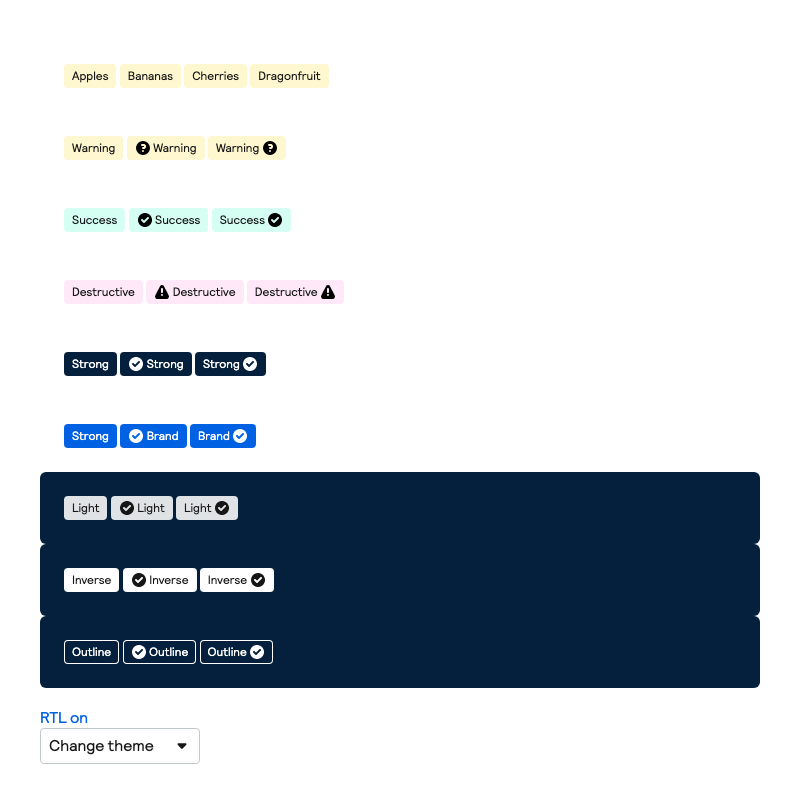 Apples Bananas Cherries Dragonfruit
Warning Warning Warning
Success Success Success
Destructive Destructive Destructive
Strong Strong Strong
Strong Brand Brand
Light Light Light
Inverse Inverse Inverse
Outline Outline Outline
RTL on
Change theme